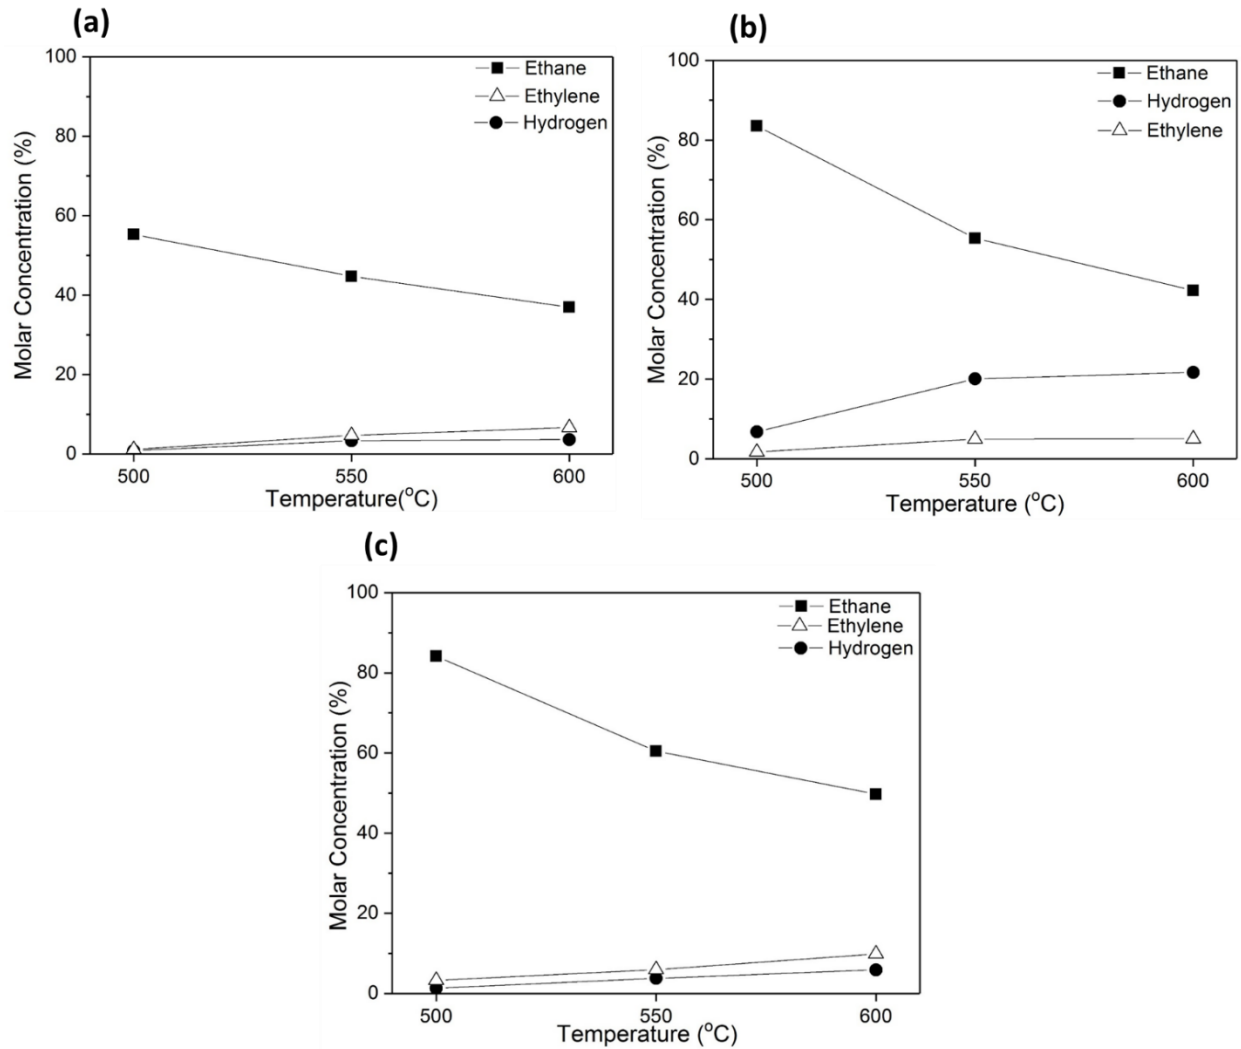 (a)
100
80
60
40
20
0
Molar Concentration (%)
Ethane
Ethylene
Hydrogen
500
550
600
Temperature(°C)
(b)
100
80
60
40
20
0
Molar Concentration (%)
Ethane
Hydrogen
Ethylene
500
550
600
Temperature (°C)
(c)
100
80
60
40
20
0
Molar Concentration (%)
Ethane
Ethylene
Hydrogen
500
550
600
Temperature (°C)